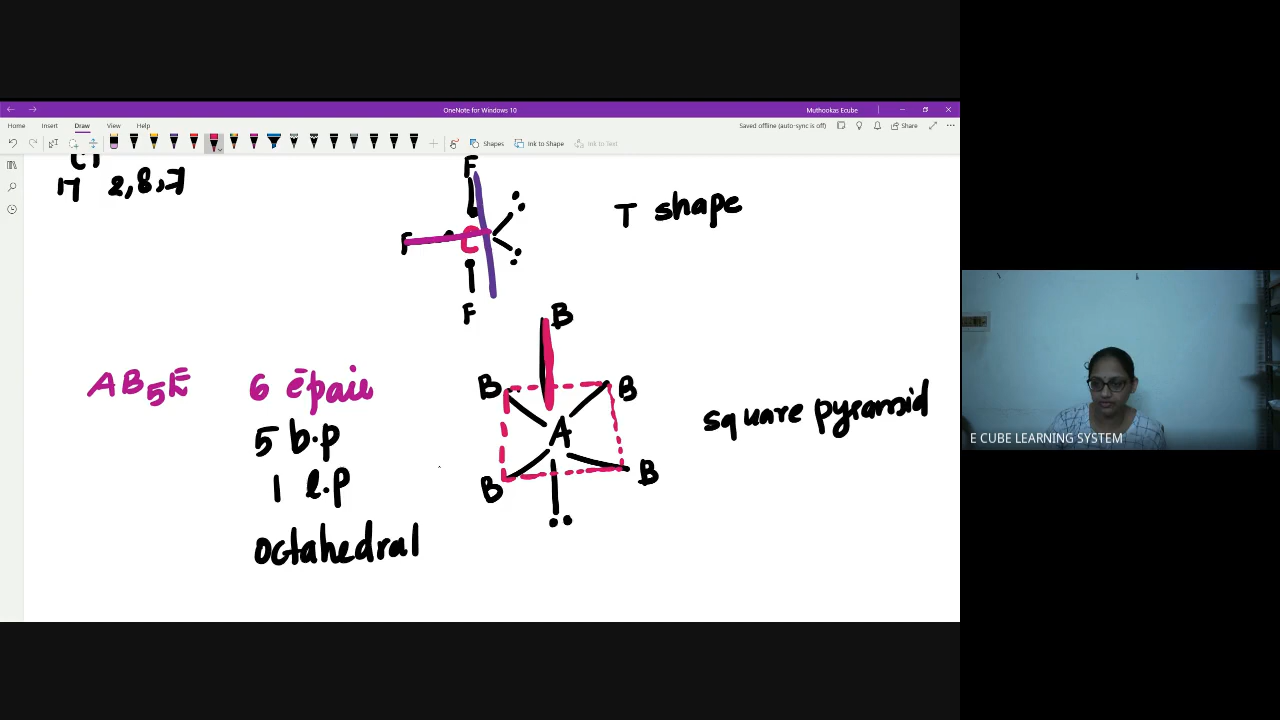 OneNote for Windows 10
Muthookas Ecube
Home Insert Draw View Help
Saved offline (auto-sync is off)
Share
Shapes
Ink to Shape
Ink to Text
17 2,8,7
F
F
F
:
:
T shape
AB5E
6 e pair
5 b.p
1 l.p
octahedral
B
B
B
A
B
B
square pyramid
E CUBE LEARNING SYSTEM